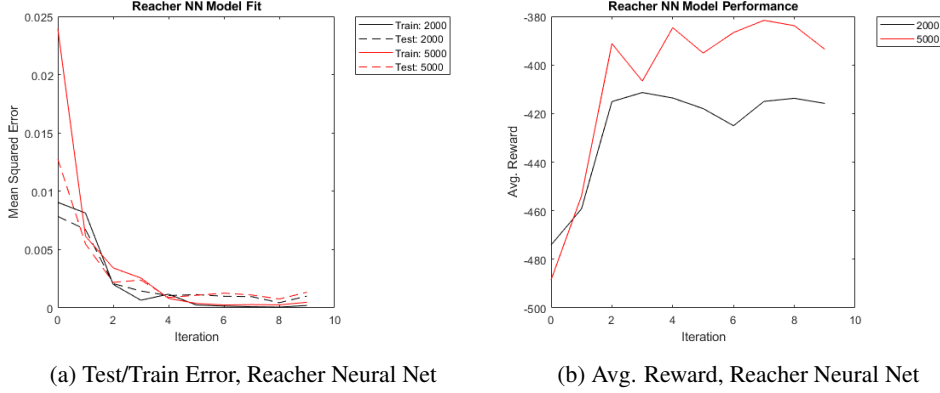 Reacher NN Model Fit
0.025
0.02
0.015
0.01
0.005
0
Mean Squared Error
0 2 4 6 8 10
Iteration
Train: 2000
Test: 2000
Train: 5000
Test: 5000
(a) Test/Train Error, Reacher Neural Net
Reacher NN Model Performance
-380
-400
-420
-440
-460
-480
-500
Avg. Reward
0 2 4 6 8 10
Iteration
2000
5000
(b) Avg. Reward, Reacher Neural Net